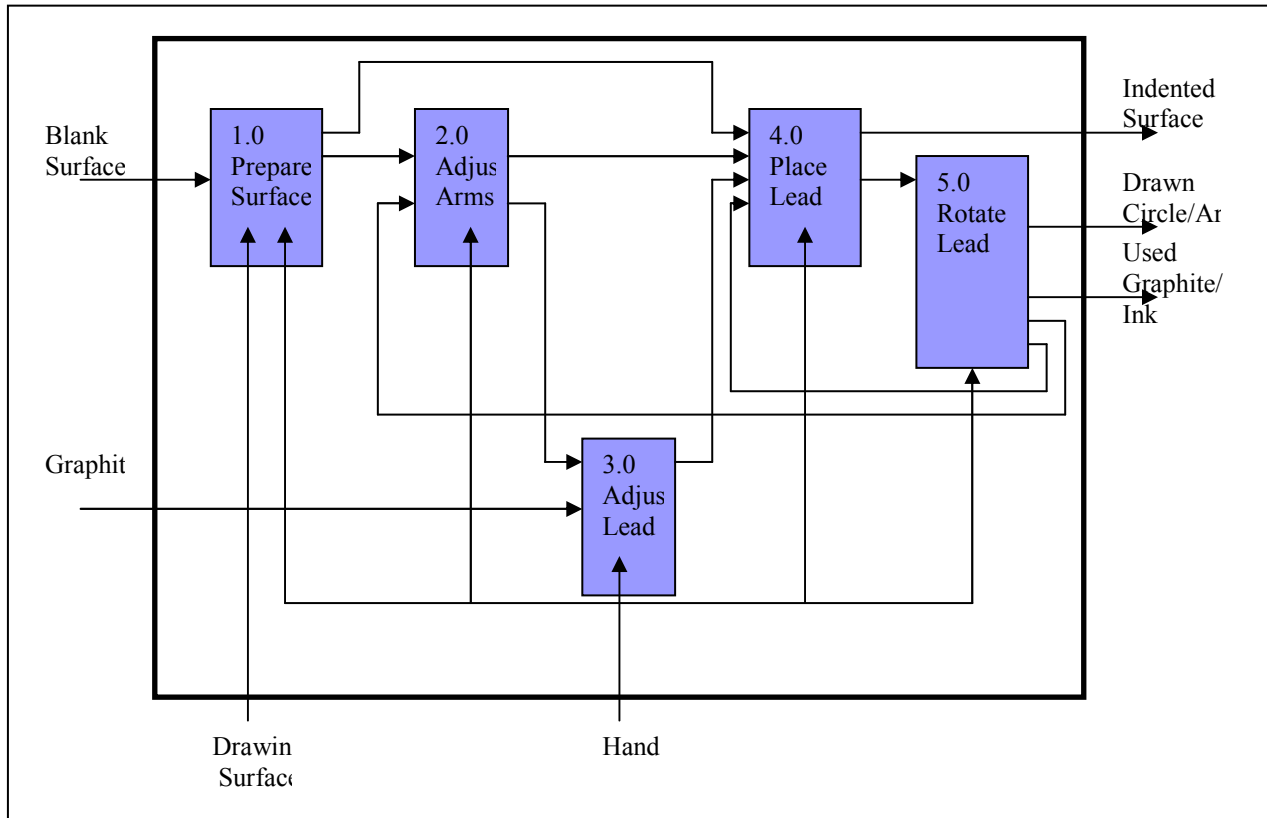 Blank
Surface
1.0
Prepare
Surface
2.0
Adjus
Arms
4.0
Place
Lead
5.0
Rotate
Lead
Indented
Surface
Drawn
Circle/Ar
Used
Graphite/
Ink
Graphit
3.0
Adjus
Lead
Drawin
Surface
Hand